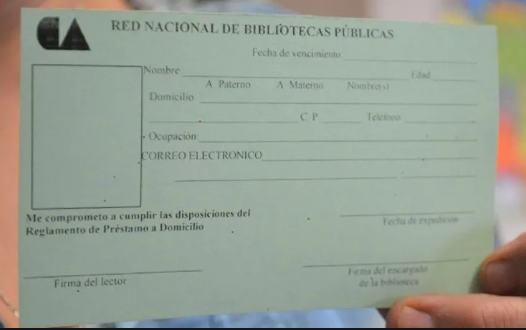 RED NACIONAL DE BIBLIOTECAS PÚBLICAS
Fecha de vencimiento
Nombre Edad
A Paterno A Materno Nombre(s)
Domicilio
C P Teléfono
Ocupación
CORREO ELECTRONICO
Me comprometo a cumplir las disposiciones del
Reglamento de Préstamo a Domicilio
Fecha de expedición
Firma del lector
Firma del encargado
de la biblioteca